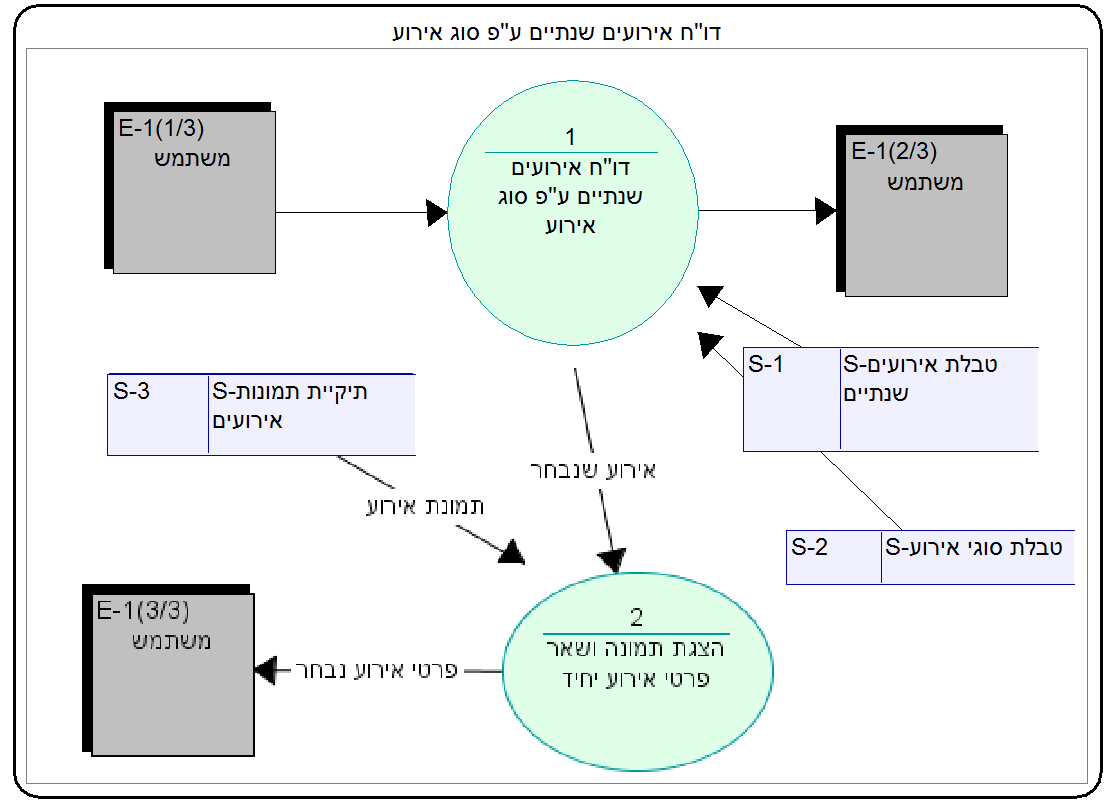 דו"ח אירועים שנתיים ע"פ סוג אירוע
E-1(1/3)
משתמש
1
דו"ח אירועים
שנתיים ע"פ סוג
אירוע
E-1(2/3)
משתמש
S-1
S-טבלת אירועים
שנתיים
S-3
S-תיקיית תמונות
אירועים
אירוע שנבחר
תמונת אירוע
S-2
S-טבלת סוגי אירוע
E-1(3/3)
משתמש
2
הצגת תמונה ושאר
פרטי אירוע יחיד
פרטי אירוע נבחר